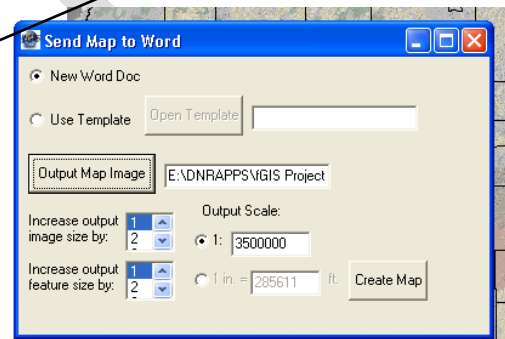 Send Map to Word
New Word Doc
Use Template Open Template
Output Map Image E:\DNRAPPS\fGIS Project
Output Scale:
Increase output 1
image size by: 2
1: 3500000
Increase output 1
feature size by: 2
1 in. = 285611 ft. Create Map